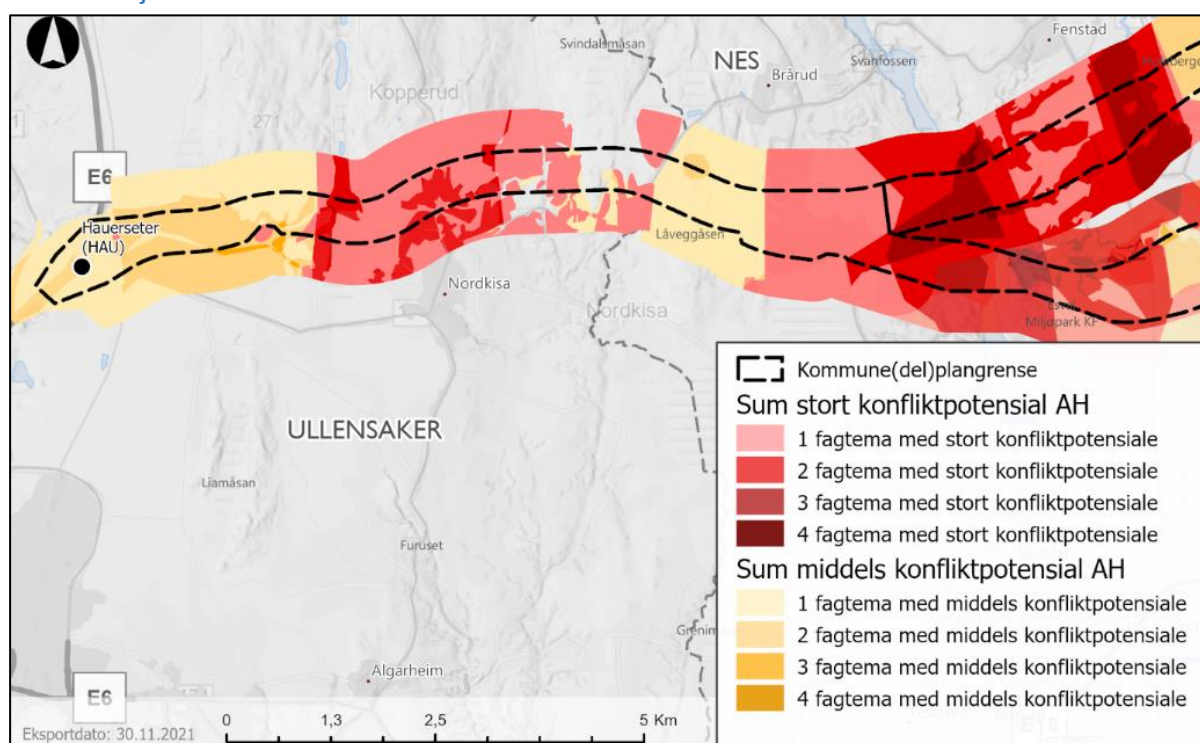 Fenstad
Svindalsmåsan
NES
Svanfossen
Brårud
Kopperud
271
E6
Hauerseter
(HAU)
Låveggåsen
Nordkisa
Nordkisa
Miljøpark KF
ULLENSAKER
Liamåsan
Furuset
Algarheim
E6
E16
Kommune(del)plangrense
Sum stort konfliktpotensial AH
1 fagtema med stort konfliktpotensiale
2 fagtema med stort konfliktpotensiale
3 fagtema med stort konfliktpotensiale
4 fagtema med stort konfliktpotensiale
Sum middels konfliktpotensial AH
1 fagtema med middels konfliktpotensiale
2 fagtema med middels konfliktpotensiale
3 fagtema med middels konfliktpotensiale
4 fagtema med middels konfliktpotensiale
Eksportdato: 30.11.2021
0 1,3 2,5 5 Km